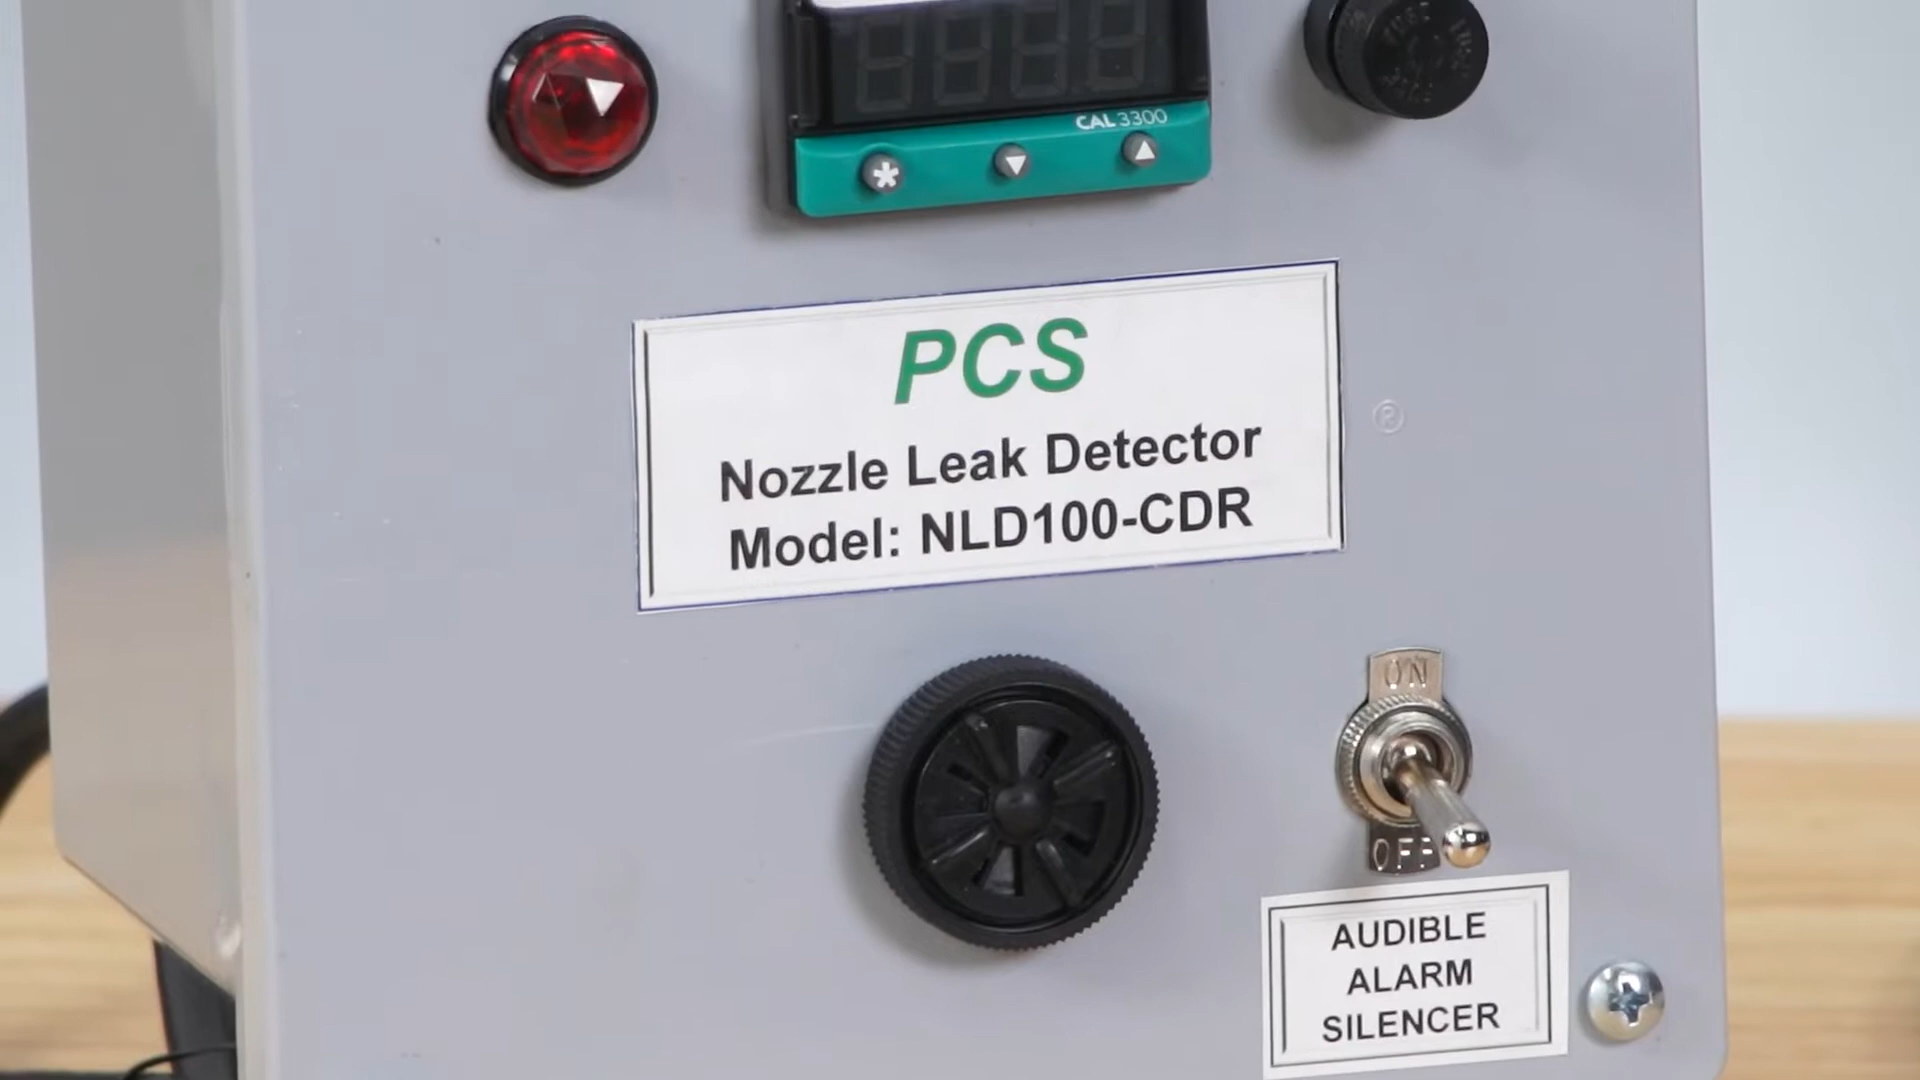 CAL 3300
PCS
Nozzle Leak Detector
Model: NLD100-CDR
®
ON
OFF
AUDIBLE
ALARM
SILENCER